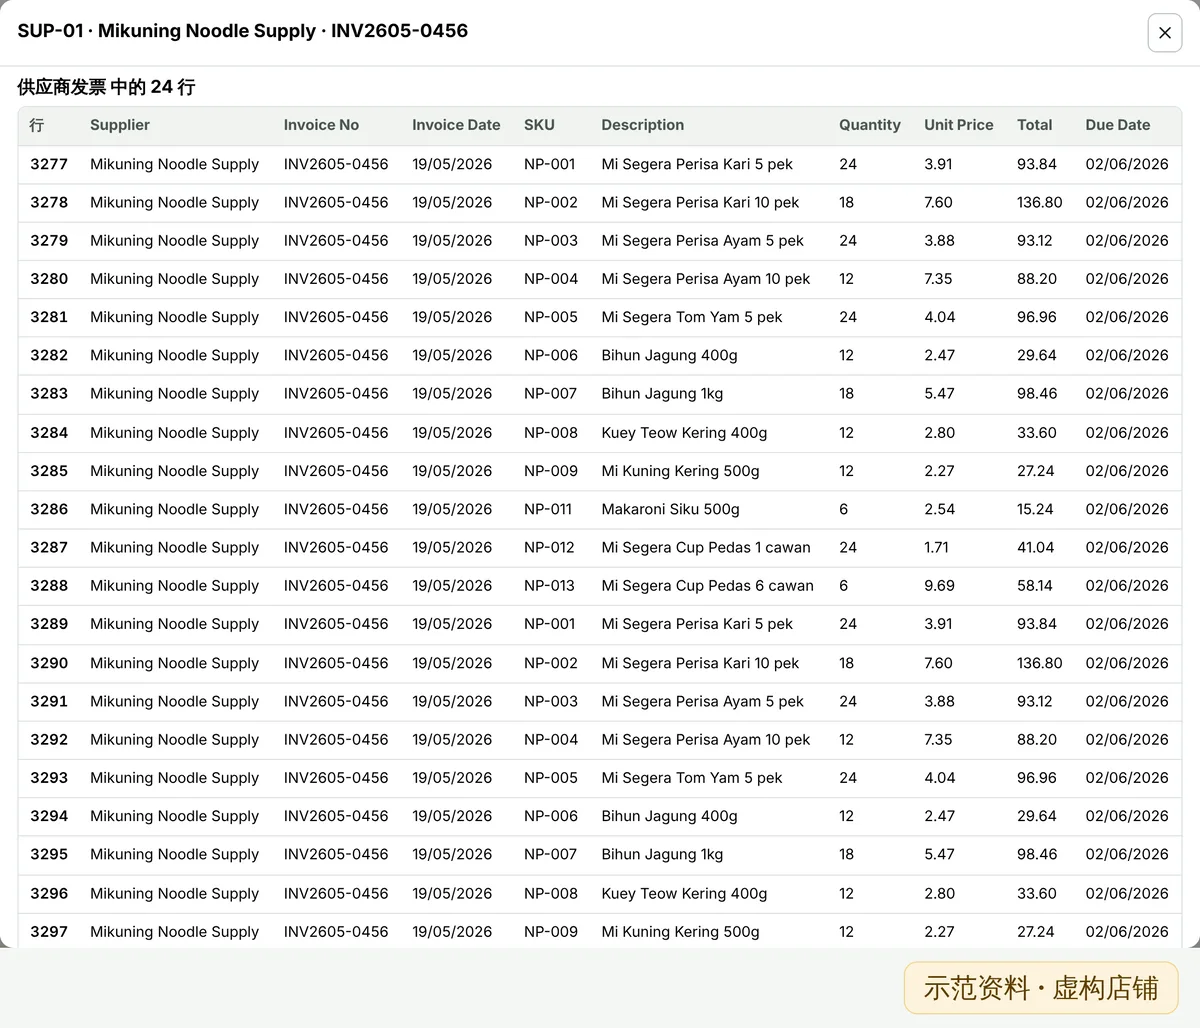 SUP-01 · Mikuning Noodle Supply · INV2605-0456
×
供应商发票 中的 24 行
行 Supplier Invoice No Invoice Date SKU Description Quantity Unit Price Total Due Date
3277 Mikuning Noodle Supply INV2605-0456 19/05/2026 NP-001 Mi Segera Perisa Kari 5 pek 24 3.91 93.84 02/06/2026
3278 Mikuning Noodle Supply INV2605-0456 19/05/2026 NP-002 Mi Segera Perisa Kari 10 pek 18 7.60 136.80 02/06/2026
3279 Mikuning Noodle Supply INV2605-0456 19/05/2026 NP-003 Mi Segera Perisa Ayam 5 pek 24 3.88 93.12 02/06/2026
3280 Mikuning Noodle Supply INV2605-0456 19/05/2026 NP-004 Mi Segera Perisa Ayam 10 pek 12 7.35 88.20 02/06/2026
3281 Mikuning Noodle Supply INV2605-0456 19/05/2026 NP-005 Mi Segera Tom Yam 5 pek 24 4.04 96.96 02/06/2026
3282 Mikuning Noodle Supply INV2605-0456 19/05/2026 NP-006 Bihun Jagung 400g 12 2.47 29.64 02/06/2026
3283 Mikuning Noodle Supply INV2605-0456 19/05/2026 NP-007 Bihun Jagung 1kg 18 5.47 98.46 02/06/2026
3284 Mikuning Noodle Supply INV2605-0456 19/05/2026 NP-008 Kuey Teow Kering 400g 12 2.80 33.60 02/06/2026
3285 Mikuning Noodle Supply INV2605-0456 19/05/2026 NP-009 Mi Kuning Kering 500g 12 2.27 27.24 02/06/2026
3286 Mikuning Noodle Supply INV2605-0456 19/05/2026 NP-011 Makaroni Siku 500g 6 2.54 15.24 02/06/2026
3287 Mikuning Noodle Supply INV2605-0456 19/05/2026 NP-012 Mi Segera Cup Pedas 1 cawan 24 1.71 41.04 02/06/2026
3288 Mikuning Noodle Supply INV2605-0456 19/05/2026 NP-013 Mi Segera Cup Pedas 6 cawan 6 9.69 58.14 02/06/2026
3289 Mikuning Noodle Supply INV2605-0456 19/05/2026 NP-001 Mi Segera Perisa Kari 5 pek 24 3.91 93.84 02/06/2026
3290 Mikuning Noodle Supply INV2605-0456 19/05/2026 NP-002 Mi Segera Perisa Kari 10 pek 18 7.60 136.80 02/06/2026
3291 Mikuning Noodle Supply INV2605-0456 19/05/2026 NP-003 Mi Segera Perisa Ayam 5 pek 24 3.88 93.12 02/06/2026
3292 Mikuning Noodle Supply INV2605-0456 19/05/2026 NP-004 Mi Segera Perisa Ayam 10 pek 12 7.35 88.20 02/06/2026
3293 Mikuning Noodle Supply INV2605-0456 19/05/2026 NP-005 Mi Segera Tom Yam 5 pek 24 4.04 96.96 02/06/2026
3294 Mikuning Noodle Supply INV2605-0456 19/05/2026 NP-006 Bihun Jagung 400g 12 2.47 29.64 02/06/2026
3295 Mikuning Noodle Supply INV2605-0456 19/05/2026 NP-007 Bihun Jagung 1kg 18 5.47 98.46 02/06/2026
3296 Mikuning Noodle Supply INV2605-0456 19/05/2026 NP-008 Kuey Teow Kering 400g 12 2.80 33.60 02/06/2026
3297 Mikuning Noodle Supply INV2605-0456 19/05/2026 NP-009 Mi Kuning Kering 500g 12 2.27 27.24 02/06/2026
示范资料 · 虚构店铺